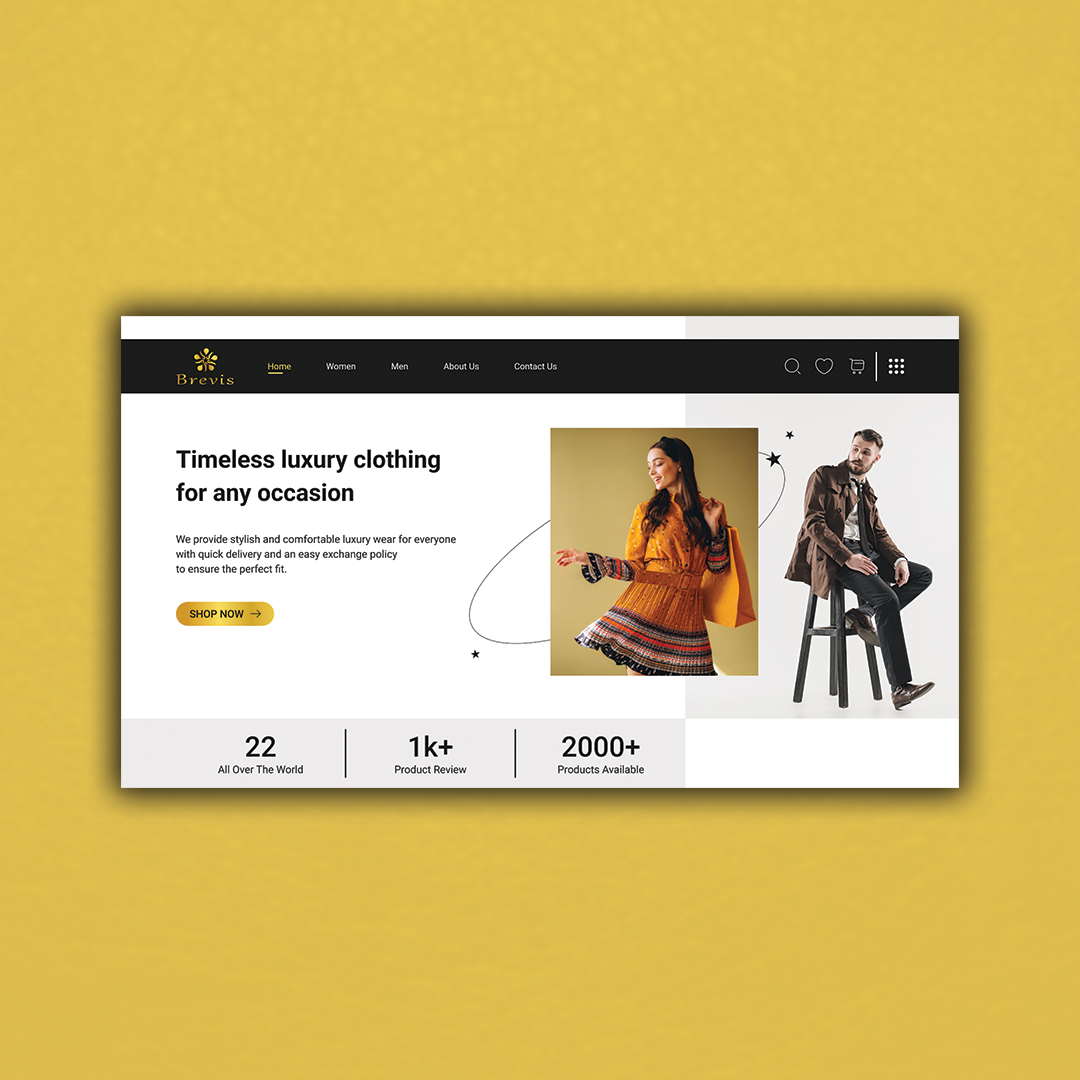 Brevis
Home Women Men About Us Contact Us
Timeless luxury clothing
for any occasion
We provide stylish and comfortable luxury wear for everyone
with quick delivery and an easy exchange policy
to ensure the perfect fit.
SHOP NOW
22
All Over The World
1k+
Product Review
2000+
Products Available